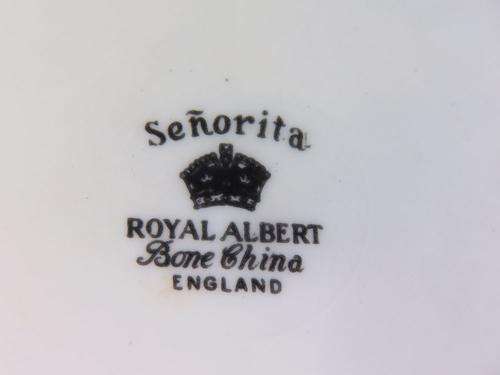 Señorita
ROYAL ALBERT
Bone China
ENGLAND